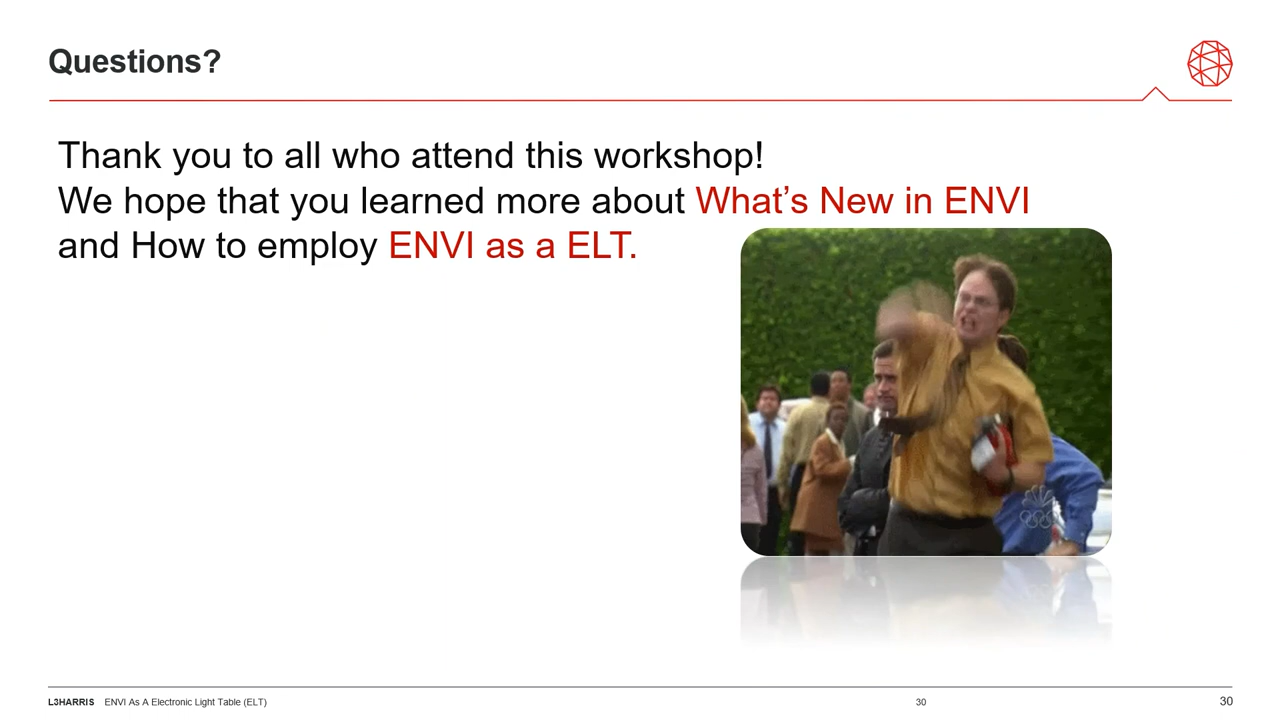 Questions?
Thank you to all who attend this workshop!
We hope that you learned more about What’s New in ENVI
and How to employ ENVI as a ELT.
L3HARRIS ENVI As A Electronic Light Table (ELT) 30 30